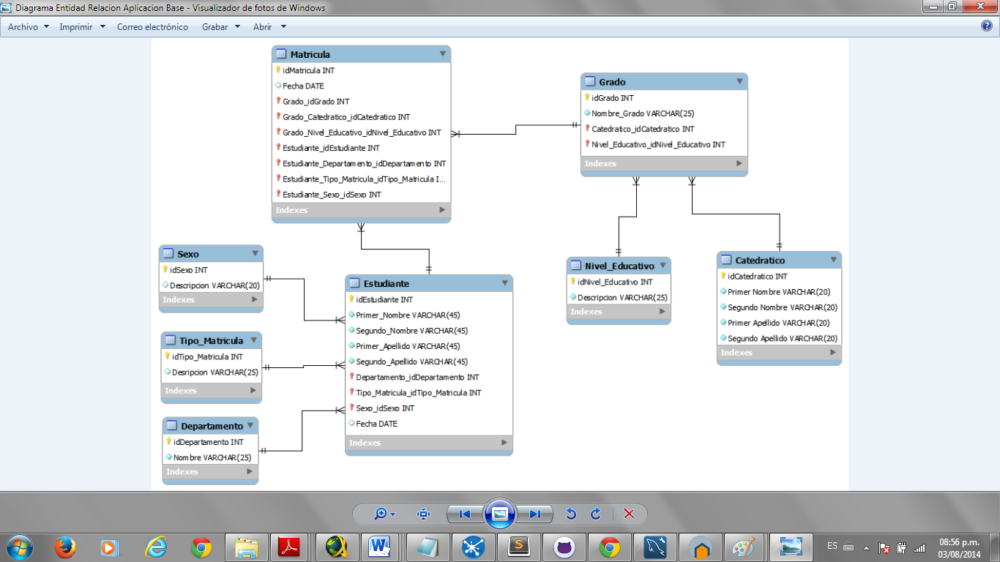 Diagrama Entidad Relacion Aplicacion Base - Visualizador de fotos de Windows
Archivo Imprimir Correo electrónico Grabar Abrir
Matricula
idMatricula INT
Fecha DATE
Grado_idGrado INT
Grado_Catedratico_idCatedratico INT
Grado_Nivel_Educativo_idNivel_Educativo INT
Estudiante_idEstudiante INT
Estudiante_Departamento_idDepartamento INT
Estudiante_Tipo_Matricula_idTipo_Matricula I...
Estudiante_Sexo_idSexo INT
Indexes
Grado
idGrado INT
Nombre_Grado VARCHAR(25)
Catedratico_idCatedratico INT
Nivel_Educativo_idNivel_Educativo INT
Indexes
Sexo
idSexo INT
Descripcion VARCHAR(20)
Indexes
Tipo_Matricula
idTipo_Matricula INT
Desripcion VARCHAR(25)
Indexes
Departamento
idDepartamento INT
Nombre VARCHAR(25)
Indexes
Estudiante
idEstudiante INT
Primer_Nombre VARCHAR(45)
Segundo_Nombre VARCHAR(45)
Primer_Apellido VARCHAR(45)
Segundo_Apellido VARCHAR(45)
Departamento_idDepartamento INT
Tipo_Matricula_idTipo_Matricula INT
Sexo_idSexo INT
Fecha DATE
Indexes
Nivel_Educativo
idNivel_Educativo INT
Descripcion VARCHAR(25)
Indexes
Catedratico
idCatedratico INT
Primer Nombre VARCHAR(20)
Segundo Nombre VARCHAR(20)
Primer Apellido VARCHAR(20)
Segundo Apellido VARCHAR(20)
Indexes
ES
08:56 p.m.
03/08/2014